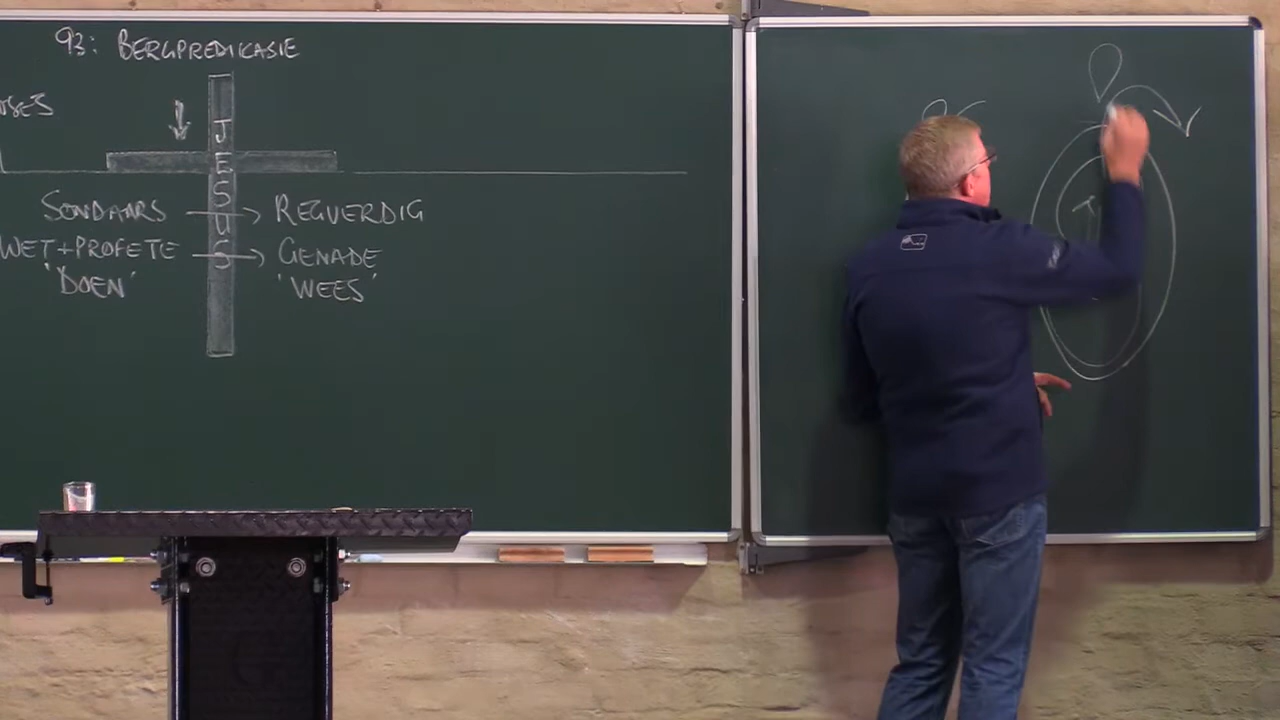 93: BERGPREDIKASIE
JESUS
SONDAARS → REGVERDIG
WET + PROFETE → GENADE
'DOEN' 'WEES'